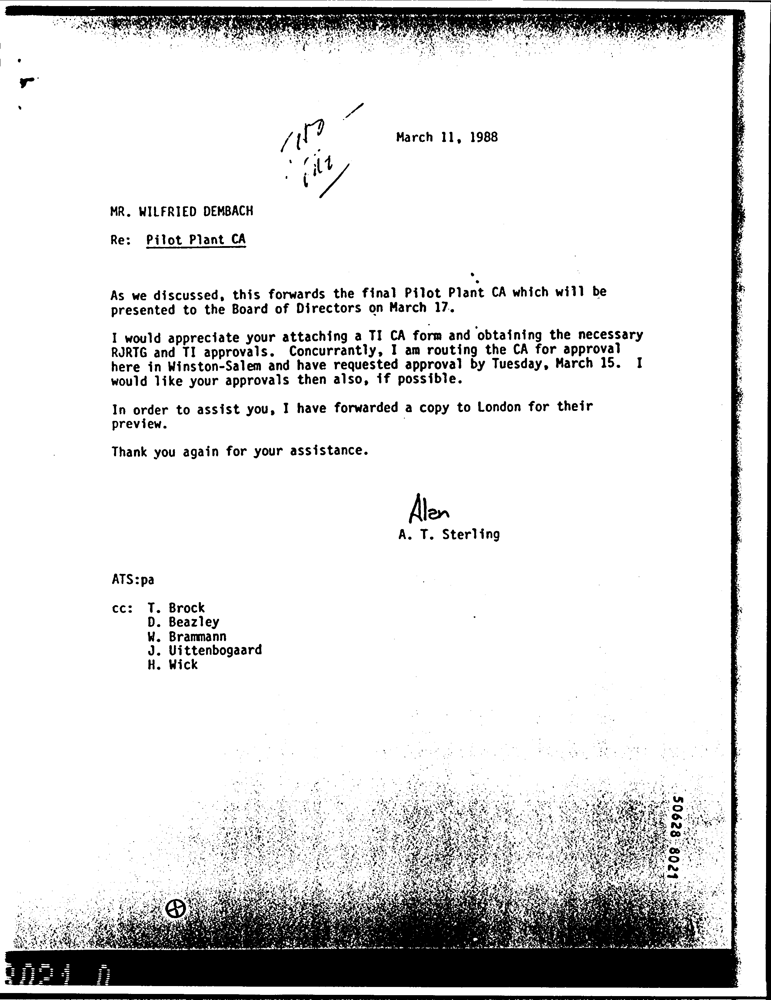 March 11, 1988
MR. WILFRIED DEMBACH
Re: Pilot Plant CA
As we discussed, this forwards the final Pilot Plant CA which will be
presented to the Board of Directors on March 17.
I would appreciate your attaching a TI CA form and obtaining the necessary
RJRTG and TI approvals. Concurrantly, I am routing the CA for approval
here in Winston-Salem and have requested approval by Tuesday, March 15. I
would like your approvals then also, if possible.
In order to assist you, I have forwarded a copy to London for their
preview.
Thank you again for your assistance.
Alan
A. T. Sterling
ATS:pa
cc: T. Brock
D. Beazley
W. Brammann
J. Uittenbogaard
H. Wick
50628 8021